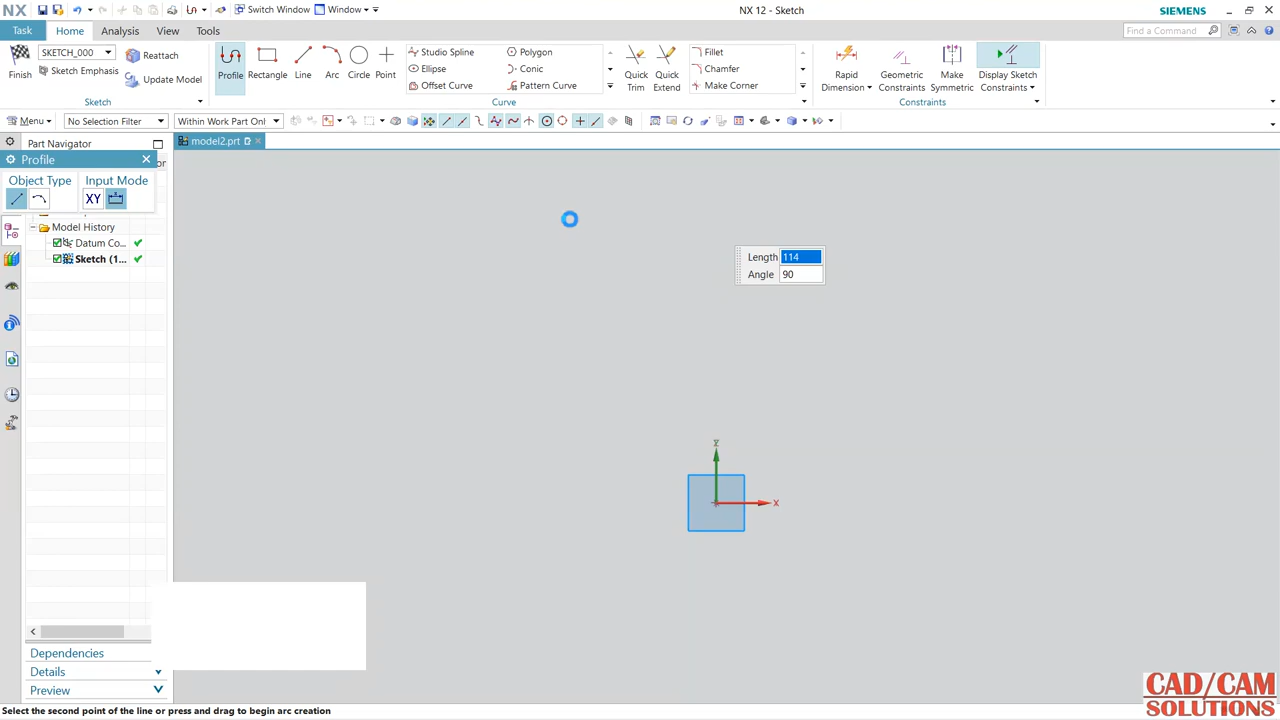 NX
Switch Window
Window
NX 12 - Sketch
SIEMENS
Task
Home
Analysis
View
Tools
Find a Command
Finish
SKETCH_000
Sketch Emphasis
Reattach
Update Model
Profile
Rectangle
Line
Arc
Circle
Point
Studio Spline
Ellipse
Offset Curve
Polygon
Conic
Pattern Curve
Quick Trim
Quick Extend
Fillet
Chamfer
Make Corner
Rapid Dimension
Geometric Constraints
Make Symmetric
Display Sketch Constraints
Sketch
Curve
Constraints
Menu
No Selection Filter
Within Work Part Onl
Part Navigator
model2.prt
Profile
or
Object Type
Input Mode
XY
Model History
Datum Co...
Sketch (1...
Length 114
Angle 90
Z
X
Dependencies
Details
Preview
Select the second point of the line or press and drag to begin arc creation
CAD/CAM
SOLUTIONS